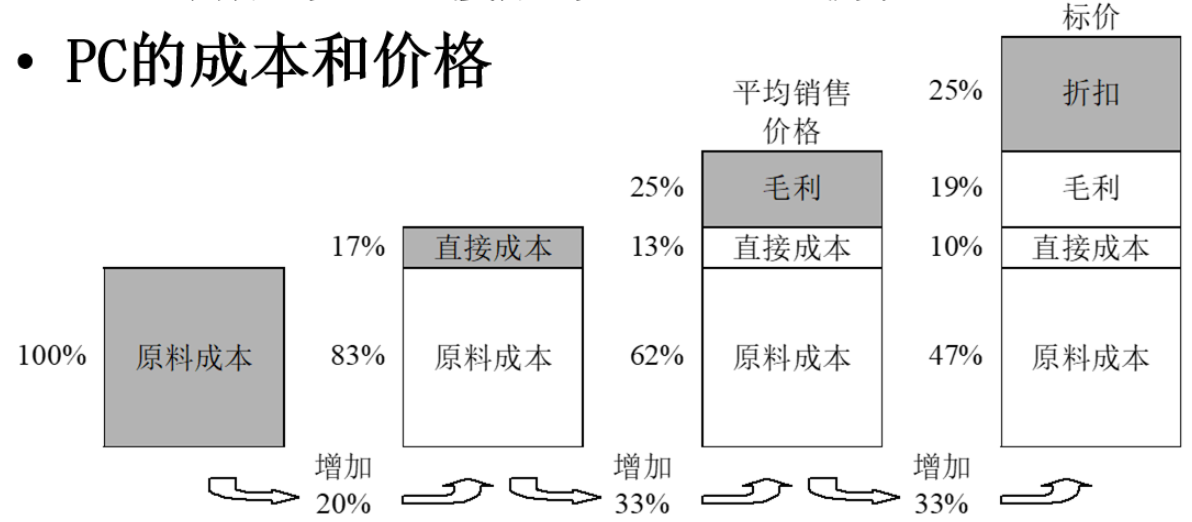 • PC的成本和价格
标价
平均销售
价格
25%
折扣
25%
毛利
19%
毛利
17%
直接成本
13%
直接成本
10%
直接成本
100%
原料成本
83%
原料成本
62%
原料成本
47%
原料成本
增加
20%
增加
33%
增加
33%